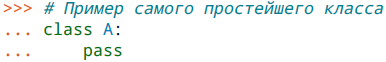 >>> # Пример самого простейшего класса
... class A:
...     pass